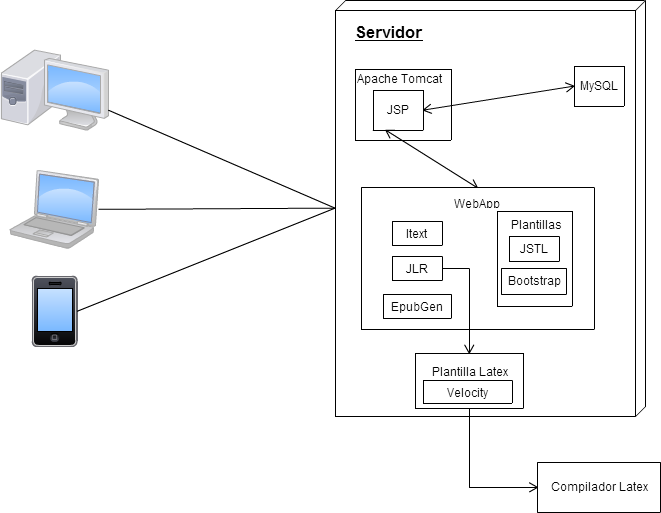 Servidor
Apache Tomcat
JSP
MySQL
WebApp
Itext
JLR
EpubGen
Plantillas
JSTL
Bootstrap
Plantilla Latex
Velocity
Compilador Latex